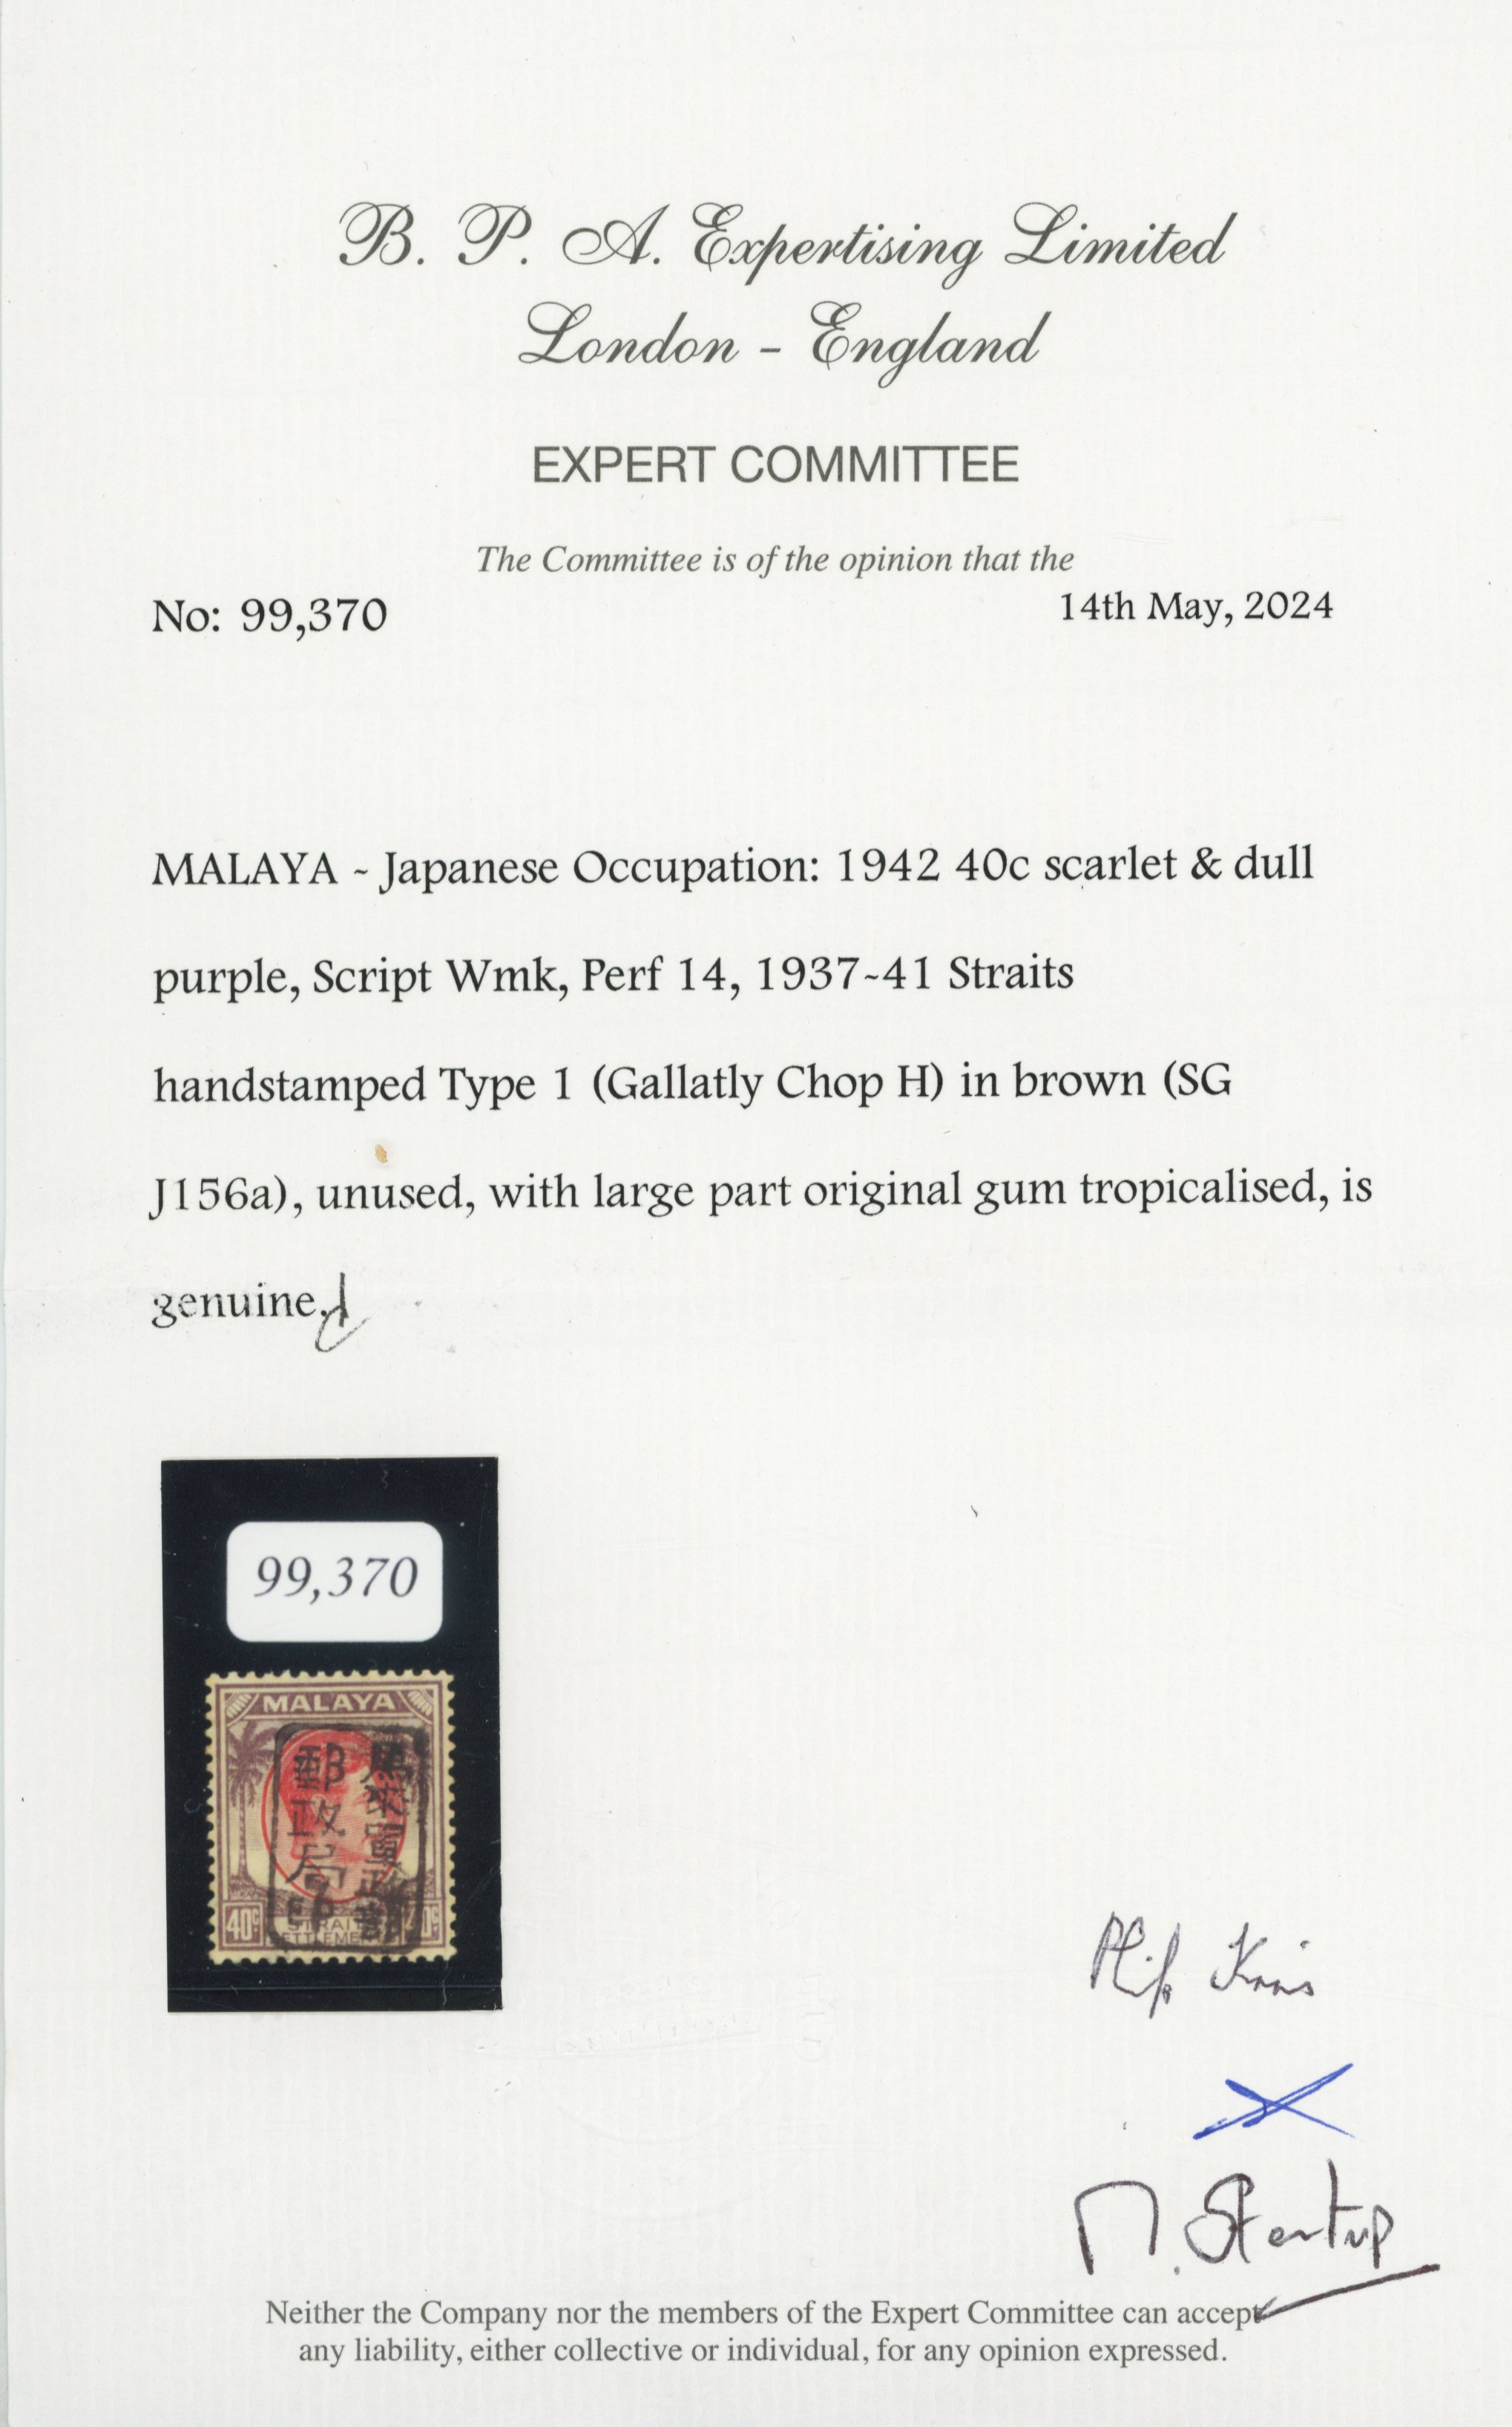 B. P. A. Expertising Limited
London - England
EXPERT COMMITTEE
The Committee is of the opinion that the
No: 99,370
14th May, 2024
MALAYA - Japanese Occupation: 1942 40c scarlet & dull
purple, Script Wmk, Perf 14, 1937-41 Straits
handstamped Type 1 (Gallatly Chop H) in brown (SG
J156a), unused, with large part original gum tropicalised, is
genuine.
99,370
MALAYA
郵政局印
40c
STRAITS
SETTLEMENTS
M. Startup
Neither the Company nor the members of the Expert Committee can accept
any liability, either collective or individual, for any opinion expressed.